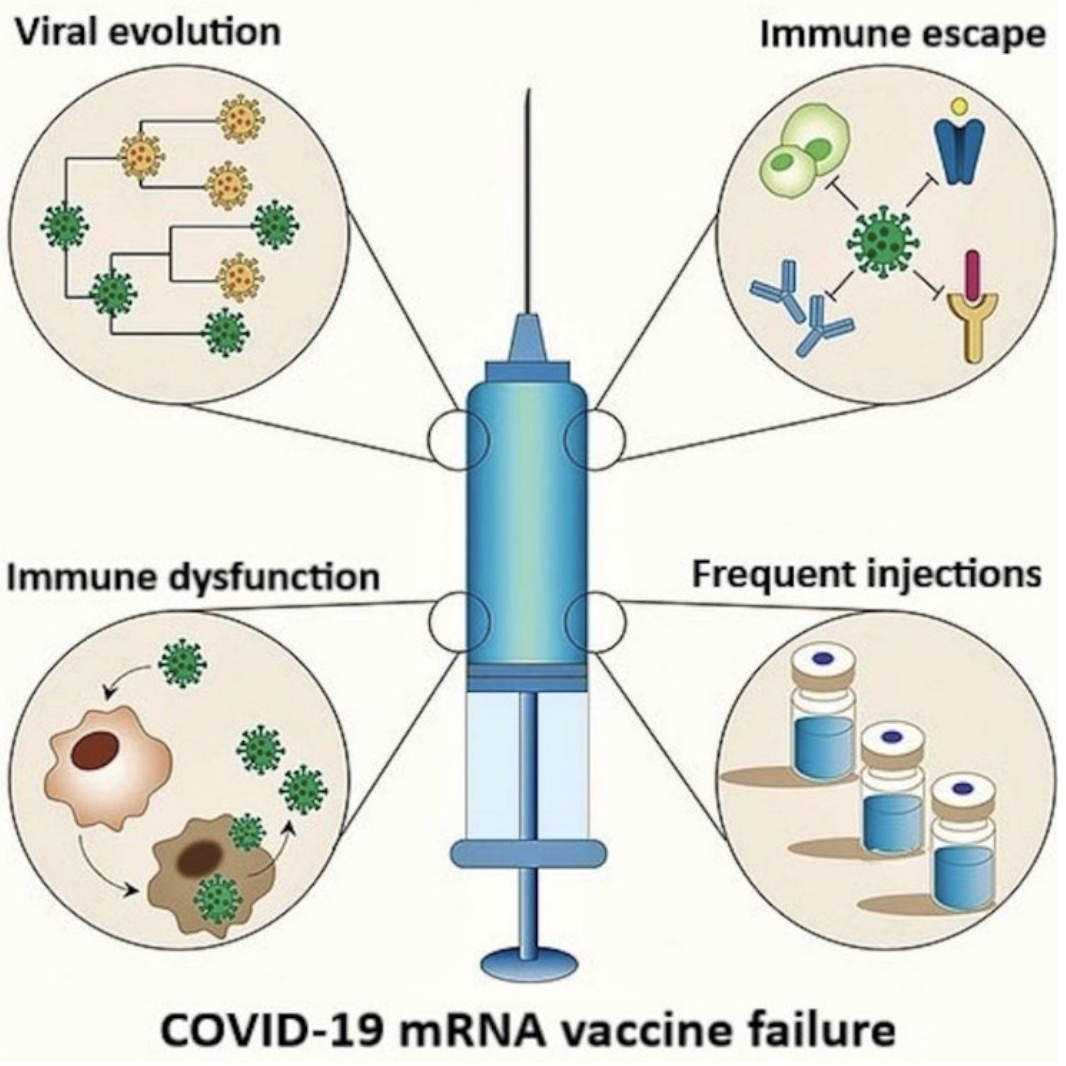 Viral evolution
Immune escape
Immune dysfunction
Frequent injections
COVID-19 mRNA vaccine failure